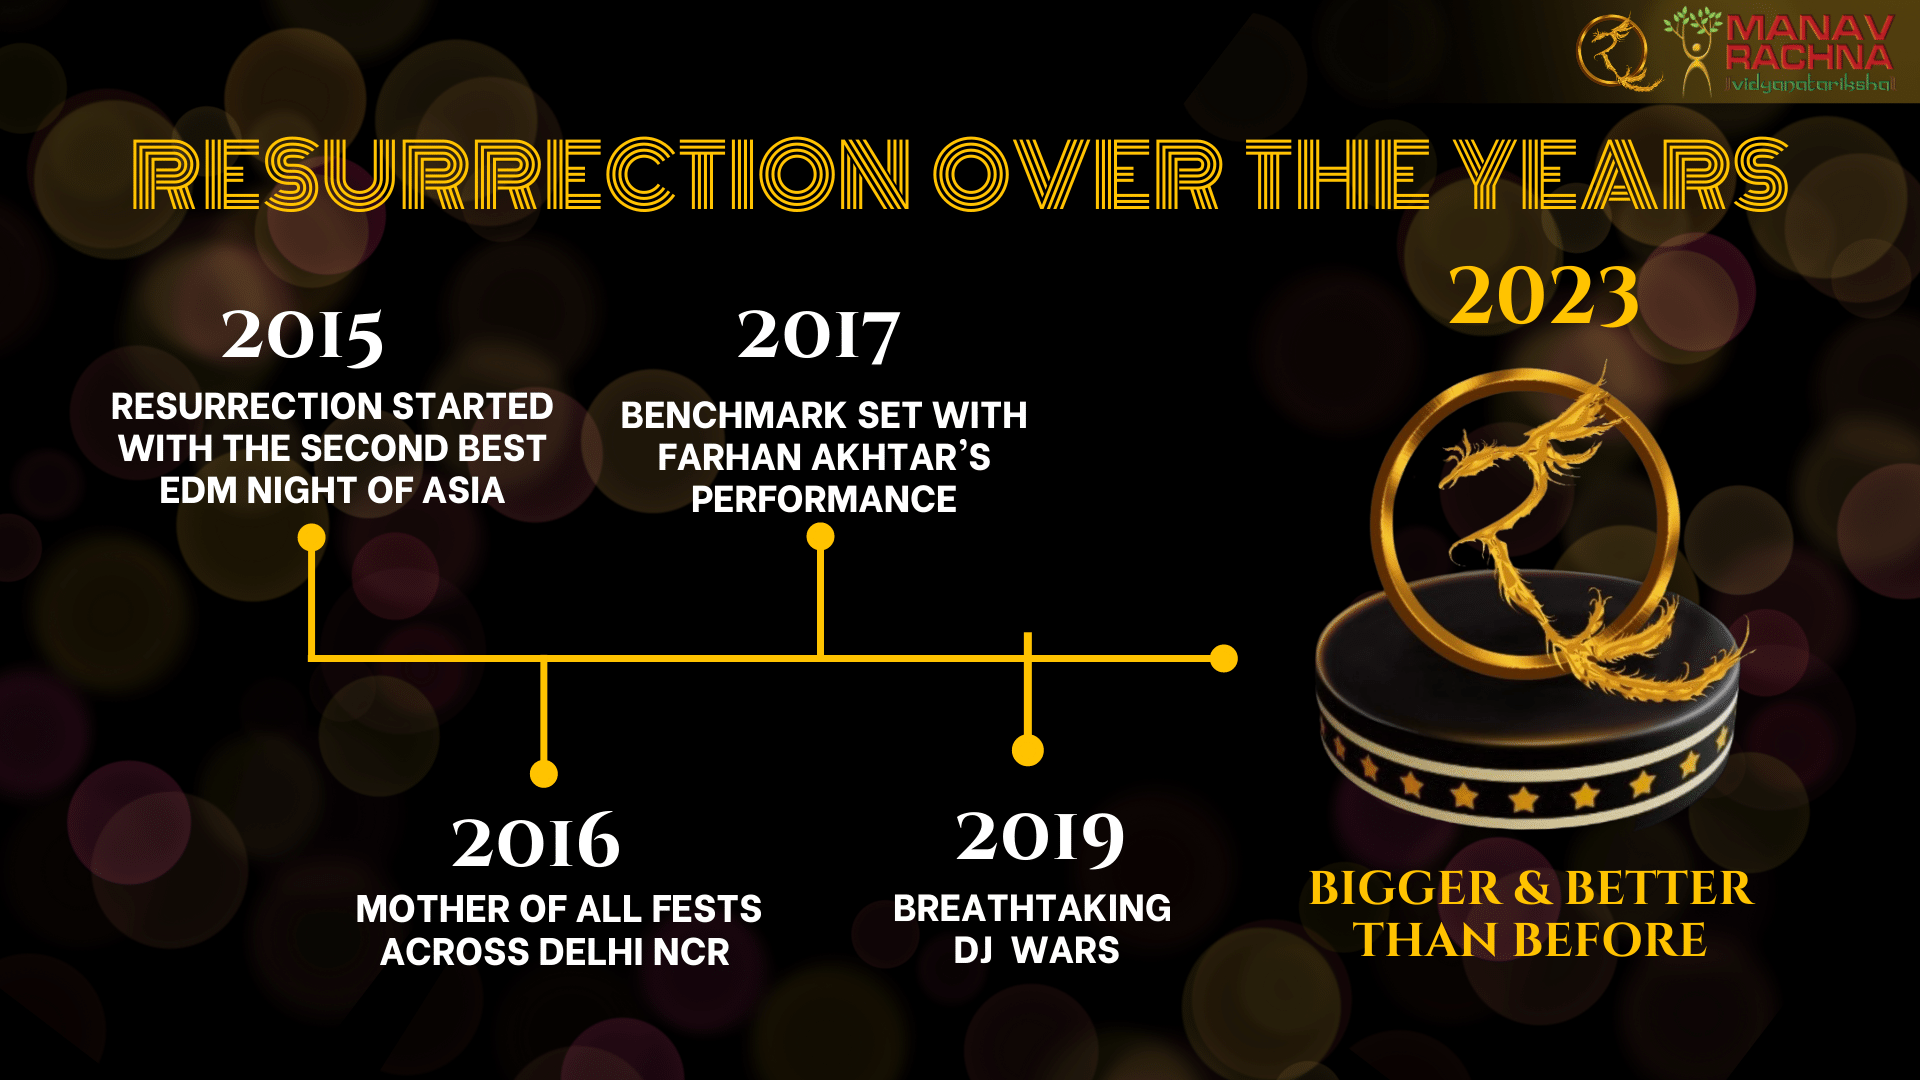 MANAV
RACHNA
vidyanatariksha
RESURRECTION OVER THE YEARS
2015
RESURRECTION STARTED
WITH THE SECOND BEST
EDM NIGHT OF ASIA
2017
BENCHMARK SET WITH
FARHAN AKHTAR’S
PERFORMANCE
2016
MOTHER OF ALL FESTS
ACROSS DELHI NCR
2019
BREATHTAKING
DJ WARS
2023
BIGGER & BETTER
THAN BEFORE